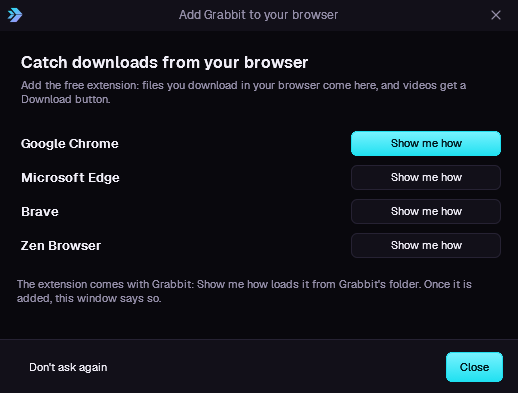 Add Grabbit to your browser
Catch downloads from your browser
Add the free extension: files you download in your browser come here, and videos get a
Download button.
Google Chrome
Show me how
Microsoft Edge
Show me how
Brave
Show me how
Zen Browser
Show me how
The extension comes with Grabbit: Show me how loads it from Grabbit's folder. Once it is
added, this window says so.
Don't ask again
Close